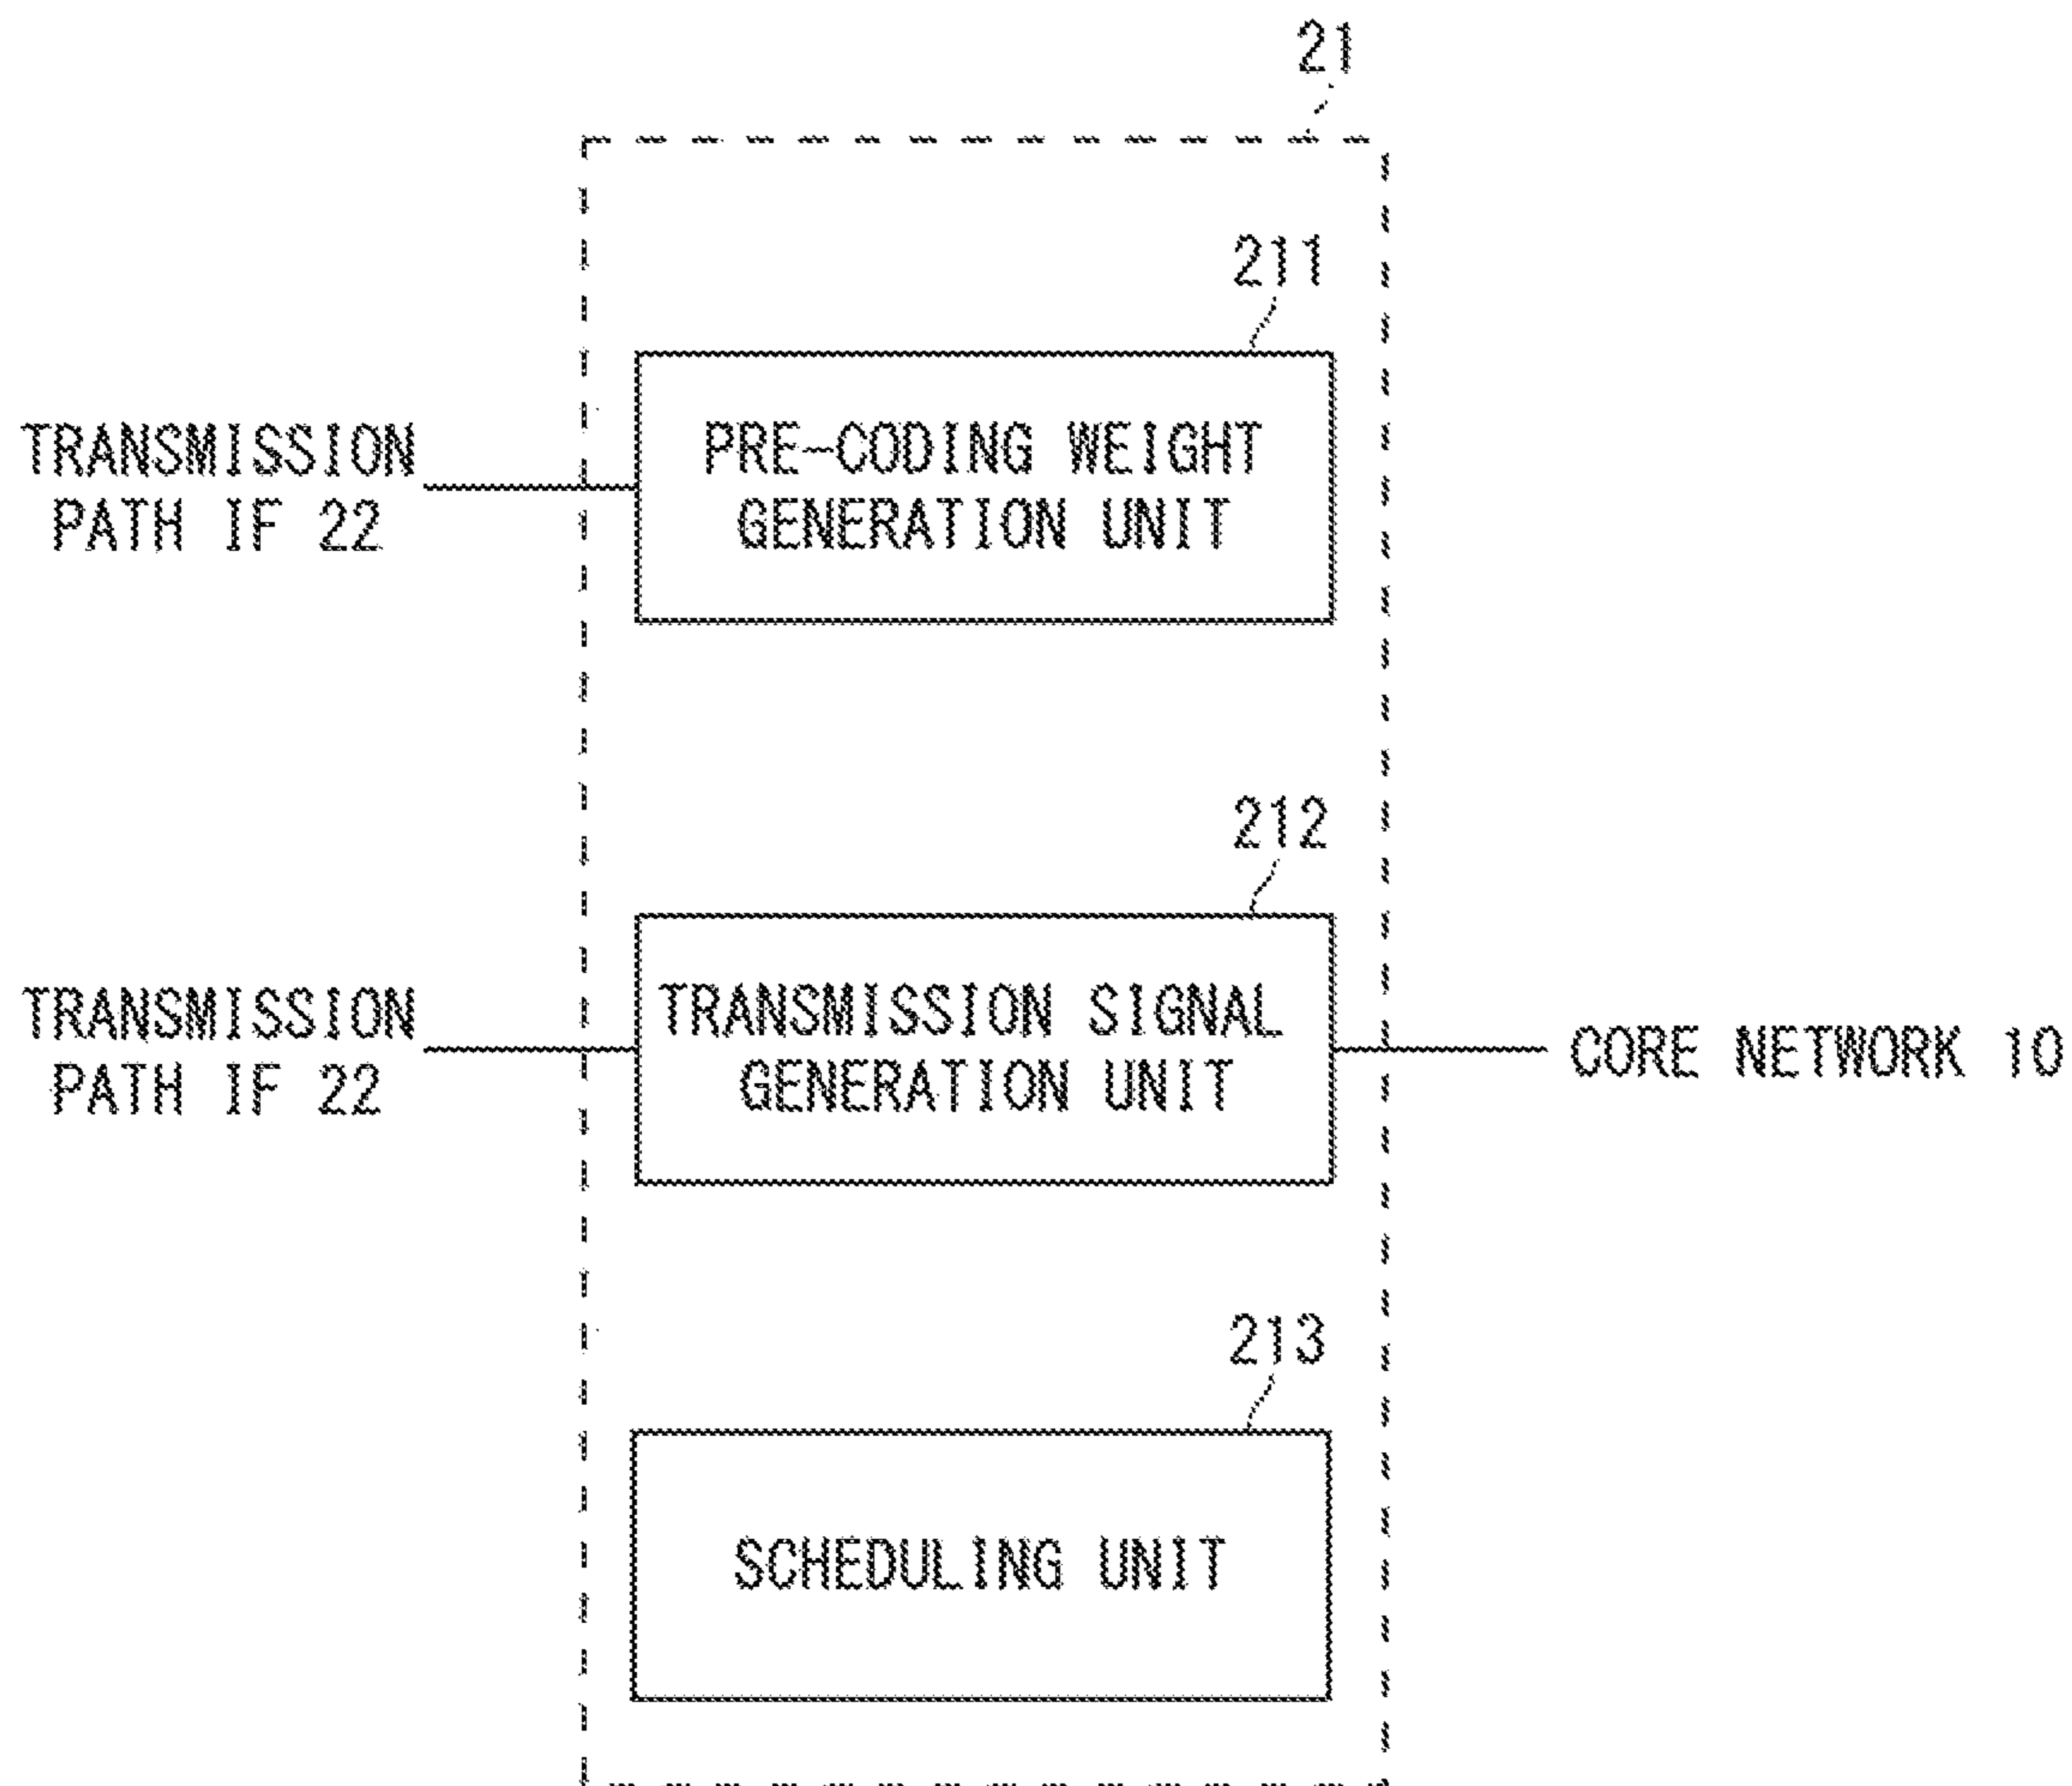 21
211
TRANSMISSION
PATH IF 22
PRE-CODING WEIGHT
GENERATION UNIT
212
TRANSMISSION
PATH IF 22
TRANSMISSION SIGNAL
GENERATION UNIT
CORE NETWORK 10
213
SCHEDULING UNIT